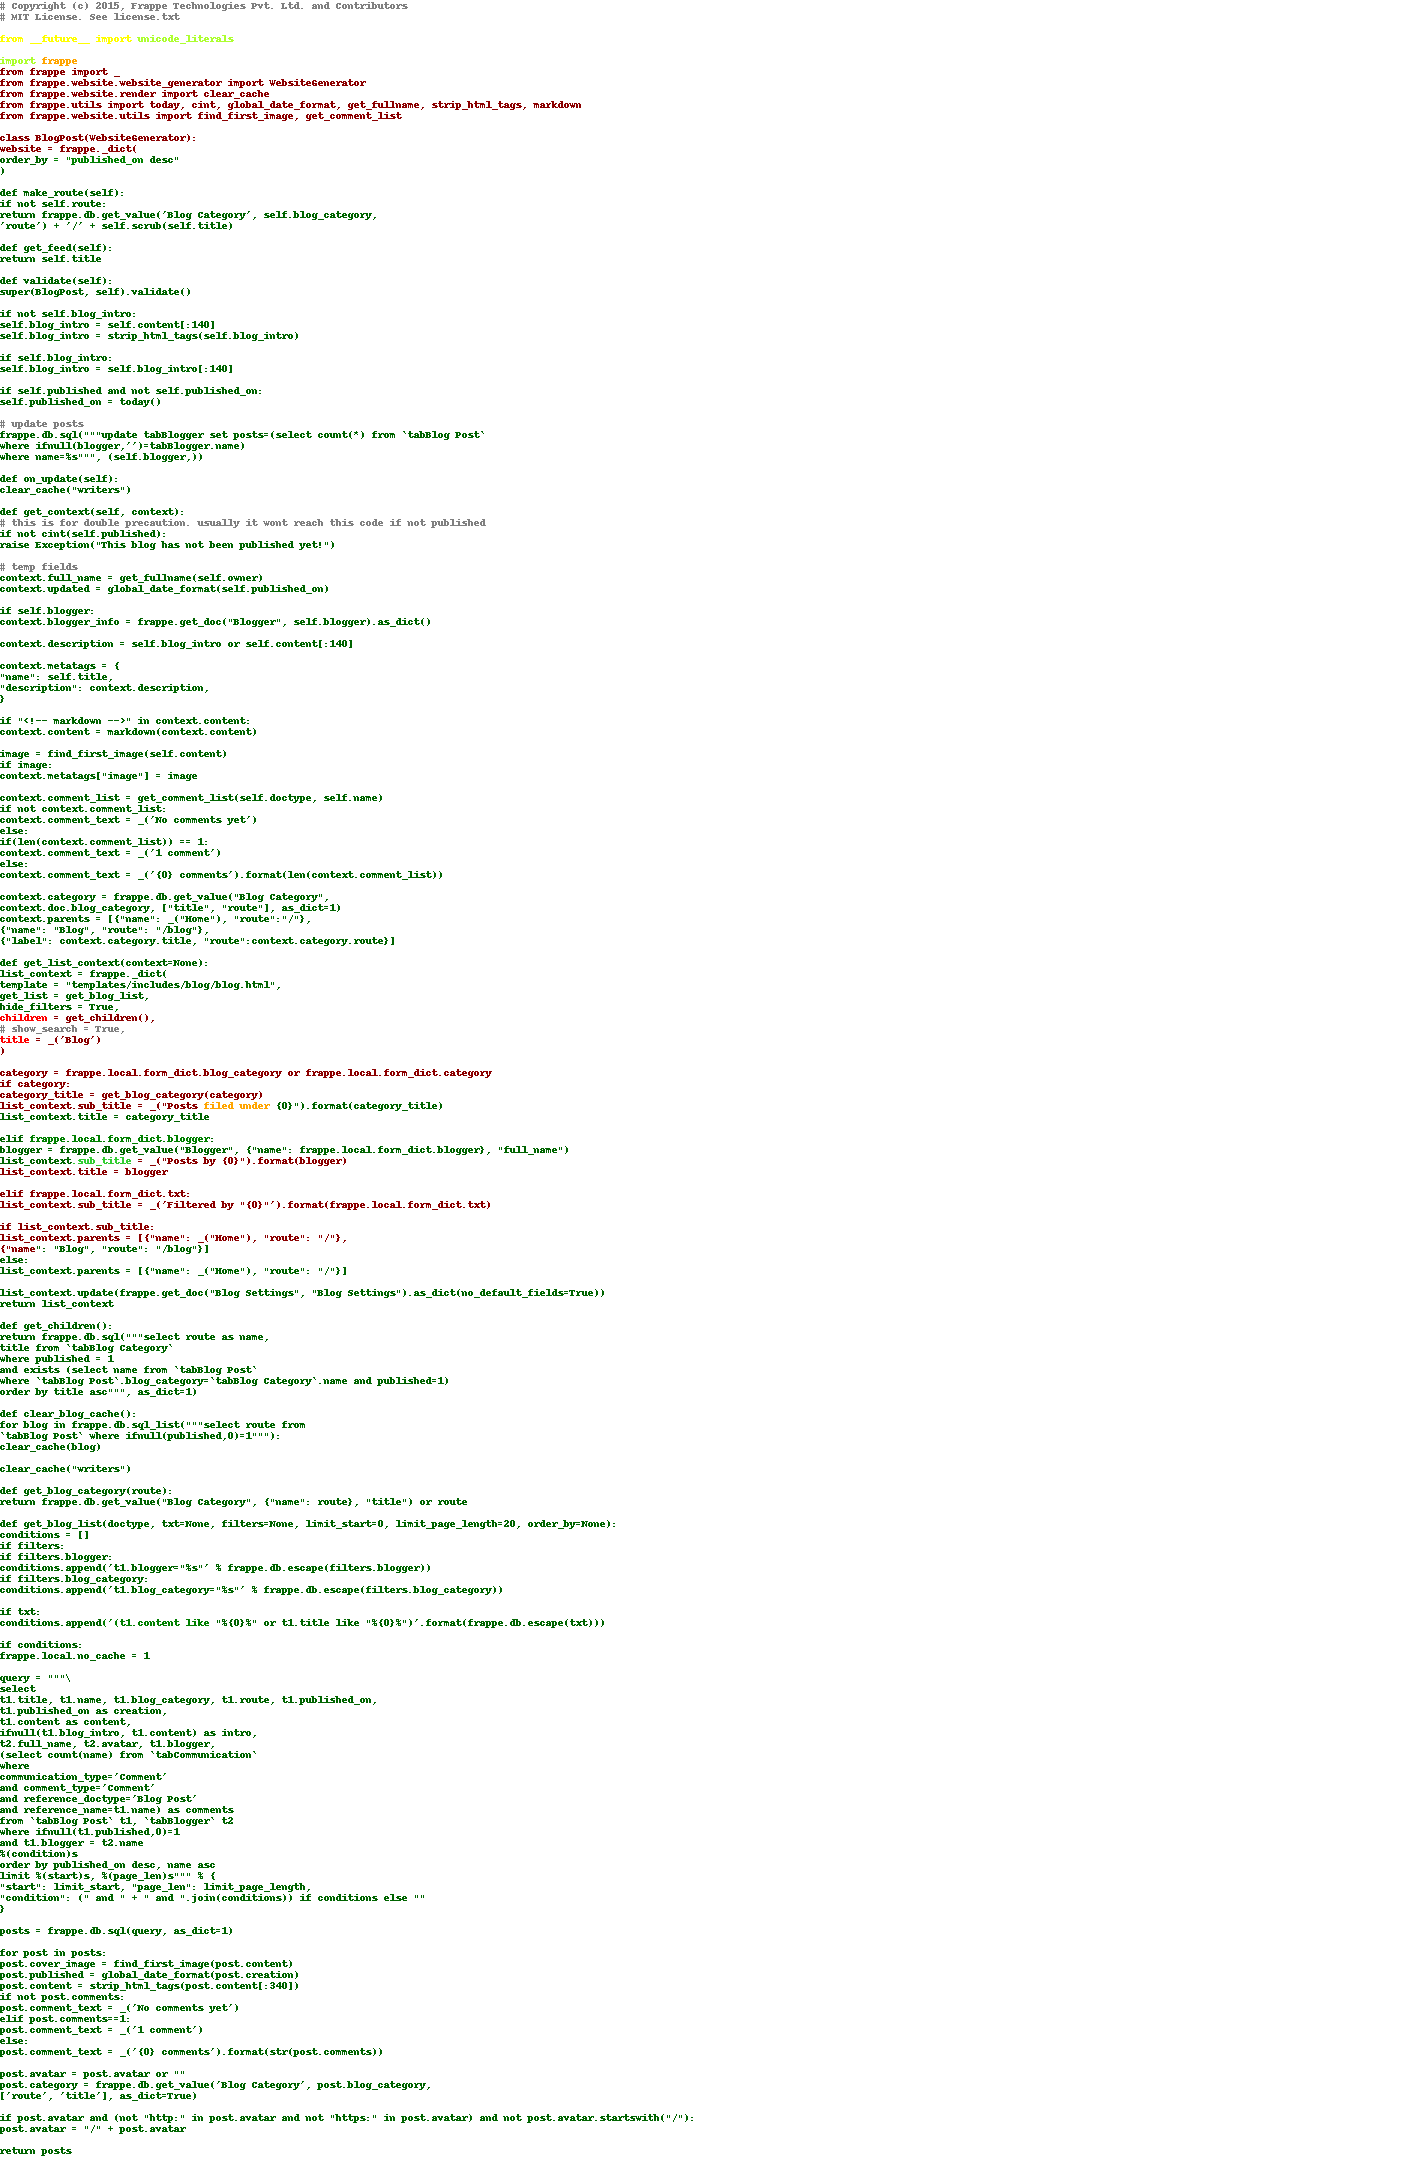 # Copyright (c) 2015, Frappe Technologies Pvt. Ltd. and Contributors
# MIT License. See license.txt

from __future__ import unicode_literals

import frappe
from frappe import _
from frappe.website.website_generator import WebsiteGenerator
from frappe.website.render import clear_cache
from frappe.utils import today, cint, global_date_format, get_fullname, strip_html_tags, markdown
from frappe.website.utils import find_first_image, get_comment_list

class BlogPost(WebsiteGenerator):
website = frappe._dict(
order_by = "published_on desc"
)

def make_route(self):
if not self.route:
return frappe.db.get_value('Blog Category', self.blog_category,
'route') + '/' + self.scrub(self.title)

def get_feed(self):
return self.title

def validate(self):
super(BlogPost, self).validate()

if not self.blog_intro:
self.blog_intro = self.content[:140]
self.blog_intro = strip_html_tags(self.blog_intro)

if self.blog_intro:
self.blog_intro = self.blog_intro[:140]

if self.published and not self.published_on:
self.published_on = today()

# update posts
frappe.db.sql("""update tabBlogger set posts=(select count(*) from `tabBlog Post`
where ifnull(blogger,'')=tabBlogger.name)
where name=%s""", (self.blogger,))

def on_update(self):
clear_cache("writers")

def get_context(self, context):
# this is for double precaution. usually it wont reach this code if not published
if not cint(self.published):
raise Exception("This blog has not been published yet!")

# temp fields
context.full_name = get_fullname(self.owner)
context.updated = global_date_format(self.published_on)

if self.blogger:
context.blogger_info = frappe.get_doc("Blogger", self.blogger).as_dict()

context.description = self.blog_intro or self.content[:140]

context.metatags = {
"name": self.title,
"description": context.description,
}

if "<!-- markdown -->" in context.content:
context.content = markdown(context.content)

image = find_first_image(self.content)
if image:
context.metatags["image"] = image

context.comment_list = get_comment_list(self.doctype, self.name)
if not context.comment_list:
context.comment_text = _('No comments yet')
else:
if(len(context.comment_list)) == 1:
context.comment_text = _('1 comment')
else:
context.comment_text = _('{0} comments').format(len(context.comment_list))

context.category = frappe.db.get_value("Blog Category",
context.doc.blog_category, ["title", "route"], as_dict=1)
context.parents = [{"name": _("Home"), "route":"/"},
{"name": "Blog", "route": "/blog"},
{"label": context.category.title, "route":context.category.route}]

def get_list_context(context=None):
list_context = frappe._dict(
template = "templates/includes/blog/blog.html",
get_list = get_blog_list,
hide_filters = True,
children = get_children(),
# show_search = True,
title = _('Blog')
)

category = frappe.local.form_dict.blog_category or frappe.local.form_dict.category
if category:
category_title = get_blog_category(category)
list_context.sub_title = _("Posts filed under {0}").format(category_title)
list_context.title = category_title

elif frappe.local.form_dict.blogger:
blogger = frappe.db.get_value("Blogger", {"name": frappe.local.form_dict.blogger}, "full_name")
list_context.sub_title = _("Posts by {0}").format(blogger)
list_context.title = blogger

elif frappe.local.form_dict.txt:
list_context.sub_title = _('Filtered by "{0}"').format(frappe.local.form_dict.txt)

if list_context.sub_title:
list_context.parents = [{"name": _("Home"), "route": "/"},
{"name": "Blog", "route": "/blog"}]
else:
list_context.parents = [{"name": _("Home"), "route": "/"}]

list_context.update(frappe.get_doc("Blog Settings", "Blog Settings").as_dict(no_default_fields=True))
return list_context

def get_children():
return frappe.db.sql("""select route as name,
title from `tabBlog Category`
where published = 1
and exists (select name from `tabBlog Post`
where `tabBlog Post`.blog_category=`tabBlog Category`.name and published=1)
order by title asc""", as_dict=1)

def clear_blog_cache():
for blog in frappe.db.sql_list("""select route from
`tabBlog Post` where ifnull(published,0)=1"""):
clear_cache(blog)

clear_cache("writers")

def get_blog_category(route):
return frappe.db.get_value("Blog Category", {"name": route}, "title") or route

def get_blog_list(doctype, txt=None, filters=None, limit_start=0, limit_page_length=20, order_by=None):
conditions = []
if filters:
if filters.blogger:
conditions.append('t1.blogger="%s"' % frappe.db.escape(filters.blogger))
if filters.blog_category:
conditions.append('t1.blog_category="%s"' % frappe.db.escape(filters.blog_category))

if txt:
conditions.append('(t1.content like "%{0}%" or t1.title like "%{0}%")'.format(frappe.db.escape(txt)))

if conditions:
frappe.local.no_cache = 1

query = """\
select
t1.title, t1.name, t1.blog_category, t1.route, t1.published_on,
t1.published_on as creation,
t1.content as content,
ifnull(t1.blog_intro, t1.content) as intro,
t2.full_name, t2.avatar, t1.blogger,
(select count(name) from `tabCommunication`
where
communication_type='Comment'
and comment_type='Comment'
and reference_doctype='Blog Post'
and reference_name=t1.name) as comments
from `tabBlog Post` t1, `tabBlogger` t2
where ifnull(t1.published,0)=1
and t1.blogger = t2.name
%(condition)s
order by published_on desc, name asc
limit %(start)s, %(page_len)s""" % {
"start": limit_start, "page_len": limit_page_length,
"condition": (" and " + " and ".join(conditions)) if conditions else ""
}

posts = frappe.db.sql(query, as_dict=1)

for post in posts:
post.cover_image = find_first_image(post.content)
post.published = global_date_format(post.creation)
post.content = strip_html_tags(post.content[:340])
if not post.comments:
post.comment_text = _('No comments yet')
elif post.comments==1:
post.comment_text = _('1 comment')
else:
post.comment_text = _('{0} comments').format(str(post.comments))

post.avatar = post.avatar or ""
post.category = frappe.db.get_value('Blog Category', post.blog_category,
['route', 'title'], as_dict=True)

if post.avatar and (not "http:" in post.avatar and not "https:" in post.avatar) and not post.avatar.startswith("/"):
post.avatar = "/" + post.avatar

return posts